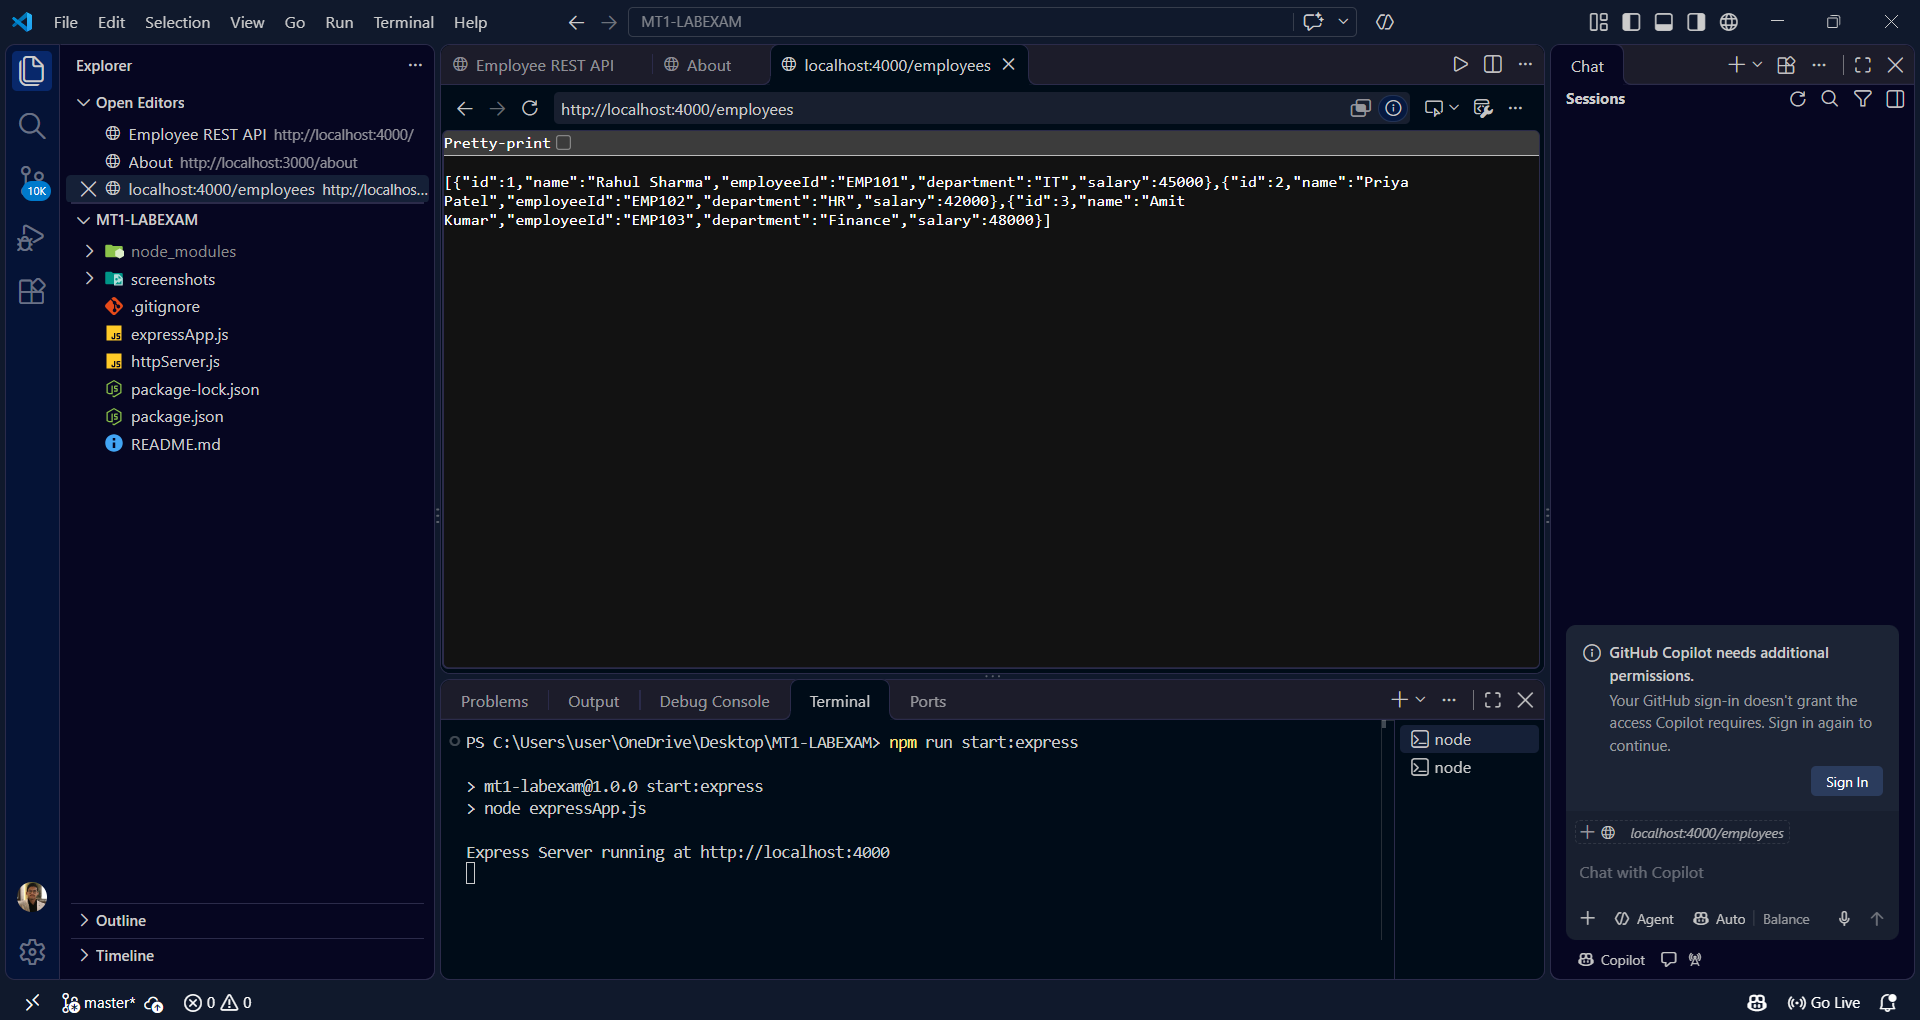 File Edit Selection View Go Run Terminal Help
MT1-LABEXAM
Explorer
Open Editors
Employee REST API http://localhost:4000/
About http://localhost:3000/about
localhost:4000/employees http://localhos...
MT1-LABEXAM
node_modules
screenshots
.gitignore
expressApp.js
httpServer.js
package-lock.json
package.json
README.md
10K
Outline
Timeline
Employee REST API
About
localhost:4000/employees
http://localhost:4000/employees
Pretty-print
[{"id":1,"name":"Rahul Sharma","employeeId":"EMP101","department":"IT","salary":45000},{"id":2,"name":"Priya
Patel","employeeId":"EMP102","department":"HR","salary":42000},{"id":3,"name":"Amit
Kumar","employeeId":"EMP103","department":"Finance","salary":48000}]
Problems Output Debug Console Terminal Ports
PS C:\Users\user\OneDrive\Desktop\MT1-LABEXAM> npm run start:express
> mt1-labexam@1.0.0 start:express
> node expressApp.js
Express Server running at http://localhost:4000
node
node
Chat
Sessions
GitHub Copilot needs additional
permissions.
Your GitHub sign-in doesn't grant the
access Copilot requires. Sign in again to
continue.
Sign In
localhost:4000/employees
Chat with Copilot
Agent Auto Balance
Copilot
master* 0 0
Go Live